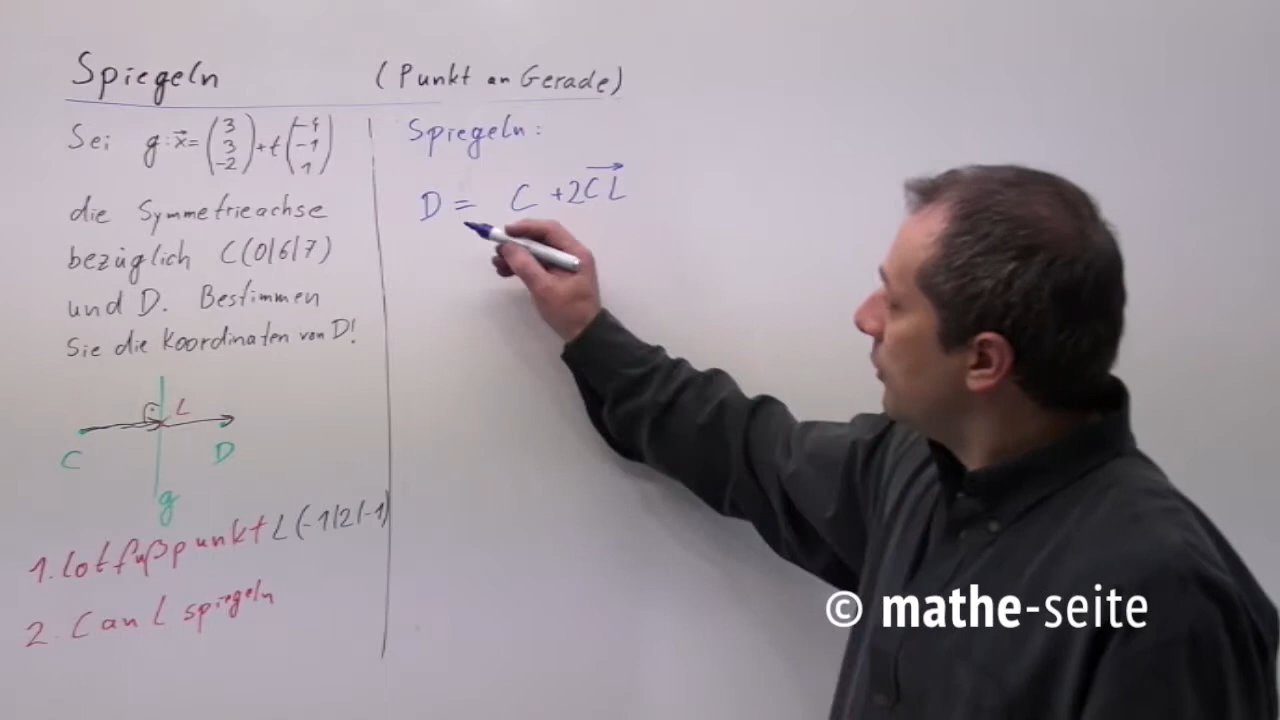 Spiegeln (Punkt an Gerade)
Sei g: x⃗ = (3 3 -2) + t (-4 -1 1)
die Symmetrieachse
bezüglich C(0|6|7)
und D. Bestimmen
Sie die Koordinaten von D!
L
C
D
g
1. Lotfußpunkt L(-1|2|-1)
2. C an L spiegeln
Spiegeln:
D = C + 2CL⃗
© mathe-seite